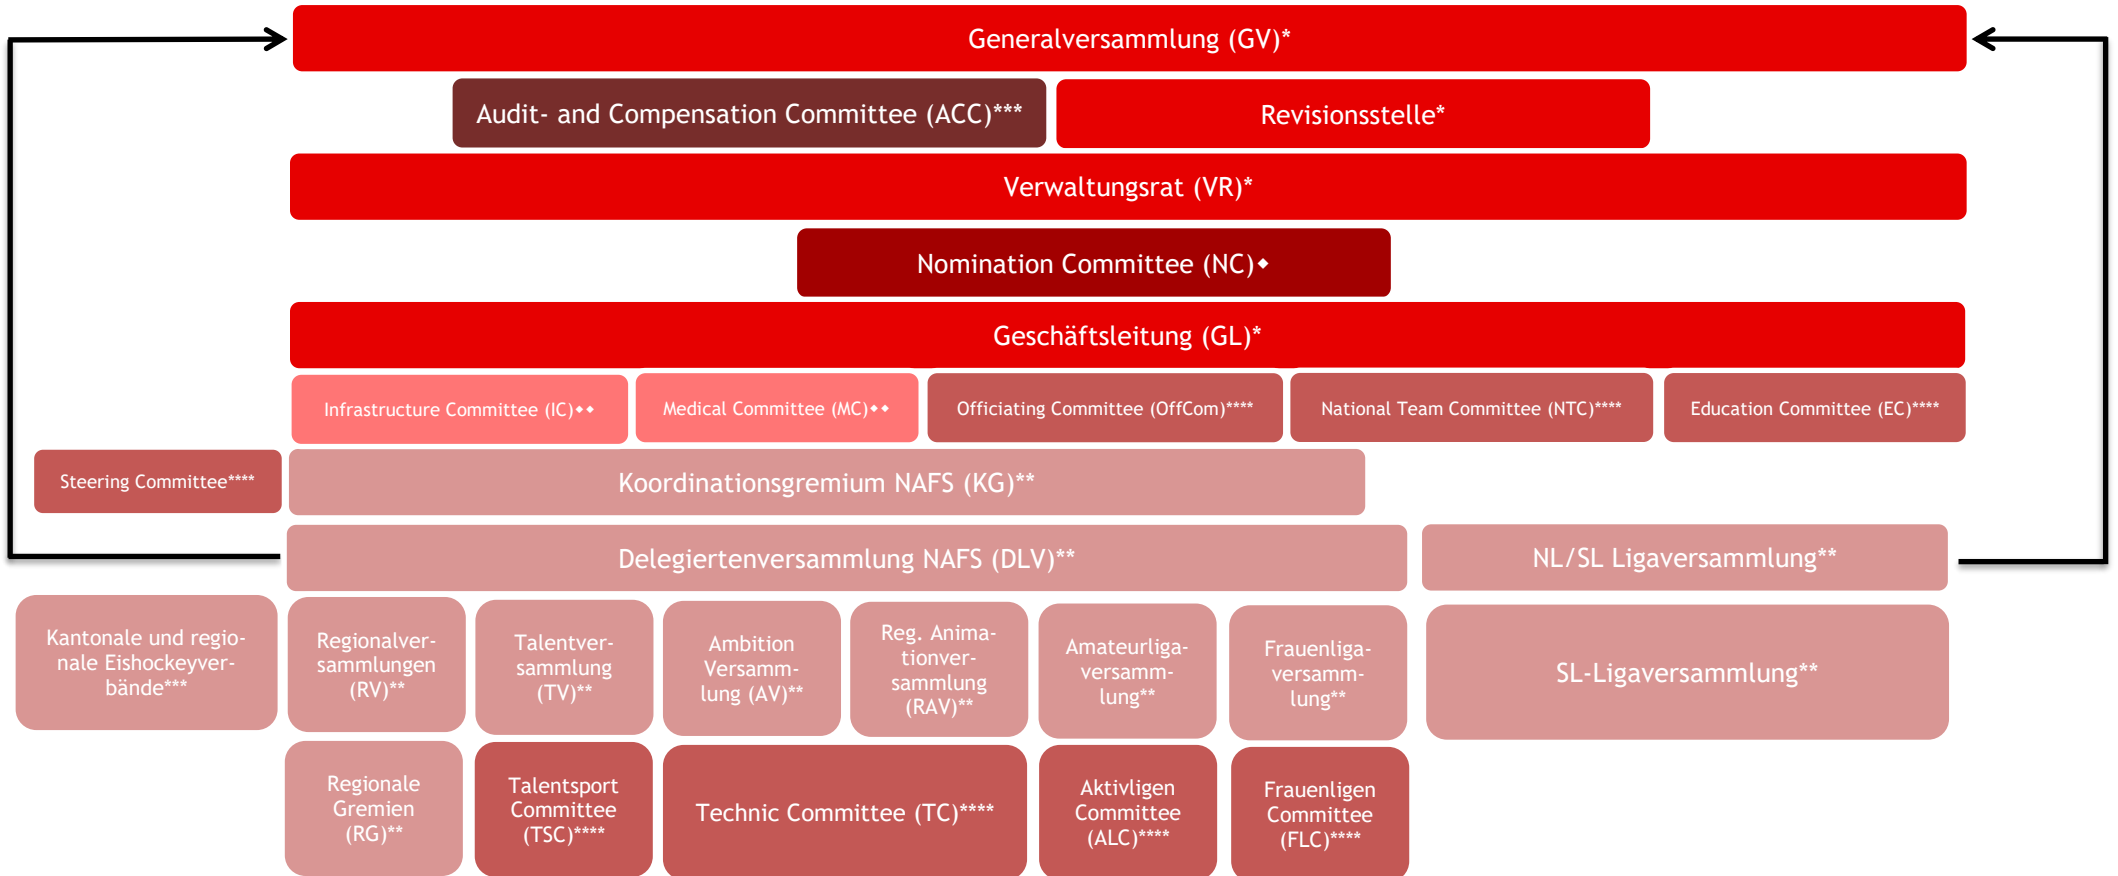 Generalversammlung (GV)*
Audit- and Compensation Committee (ACC)***
Revisionsstelle*
Verwaltungsrat (VR)*
Nomination Committee (NC)◆
Geschäftsleitung (GL)*
Infrastructure Committee (IC)◆◆
Medical Committee (MC)◆◆
Officiating Committee (OffCom)****
National Team Committee (NTC)****
Education Committee (EC)****
Steering Committee****
Koordinationsgremium NAFS (KG)**
Delegiertenversammlung NAFS (DLV)**
NL/SL Ligaversammlung**
Kantonale und regio-
nale Eishockeyver-
bände***
Regionalver-
sammlungen
(RV)**
Talentver-
sammlung
(TV)**
Ambition
Versamm-
lung (AV)**
Reg. Anima-
tionver-
sammlung
(RAV)**
Amateurliga-
versamm-
lung**
Frauenliga-
versamm-
lung**
SL-Ligaversammlung**
Regionale
Gremien
(RG)**
Talentsport
Committee
(TSC)****
Technic Committee (TC)****
Aktivligen
Committee
(ALC)****
Frauenligen
Committee
(FLC)****